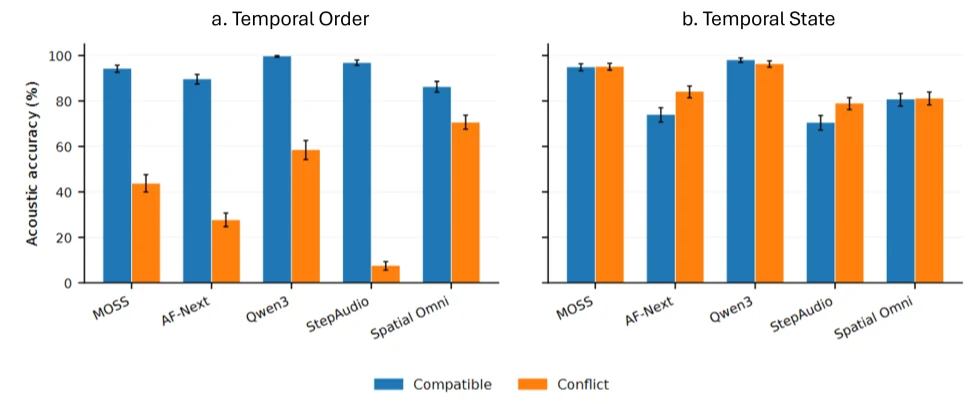 a. Temporal Order
b. Temporal State
Acoustic accuracy (%)
100
80
60
40
20
0
MOSS
AF-Next
Qwen3
StepAudio
Spatial Omni
MOSS
AF-Next
Qwen3
StepAudio
Spatial Omni
Compatible
Conflict